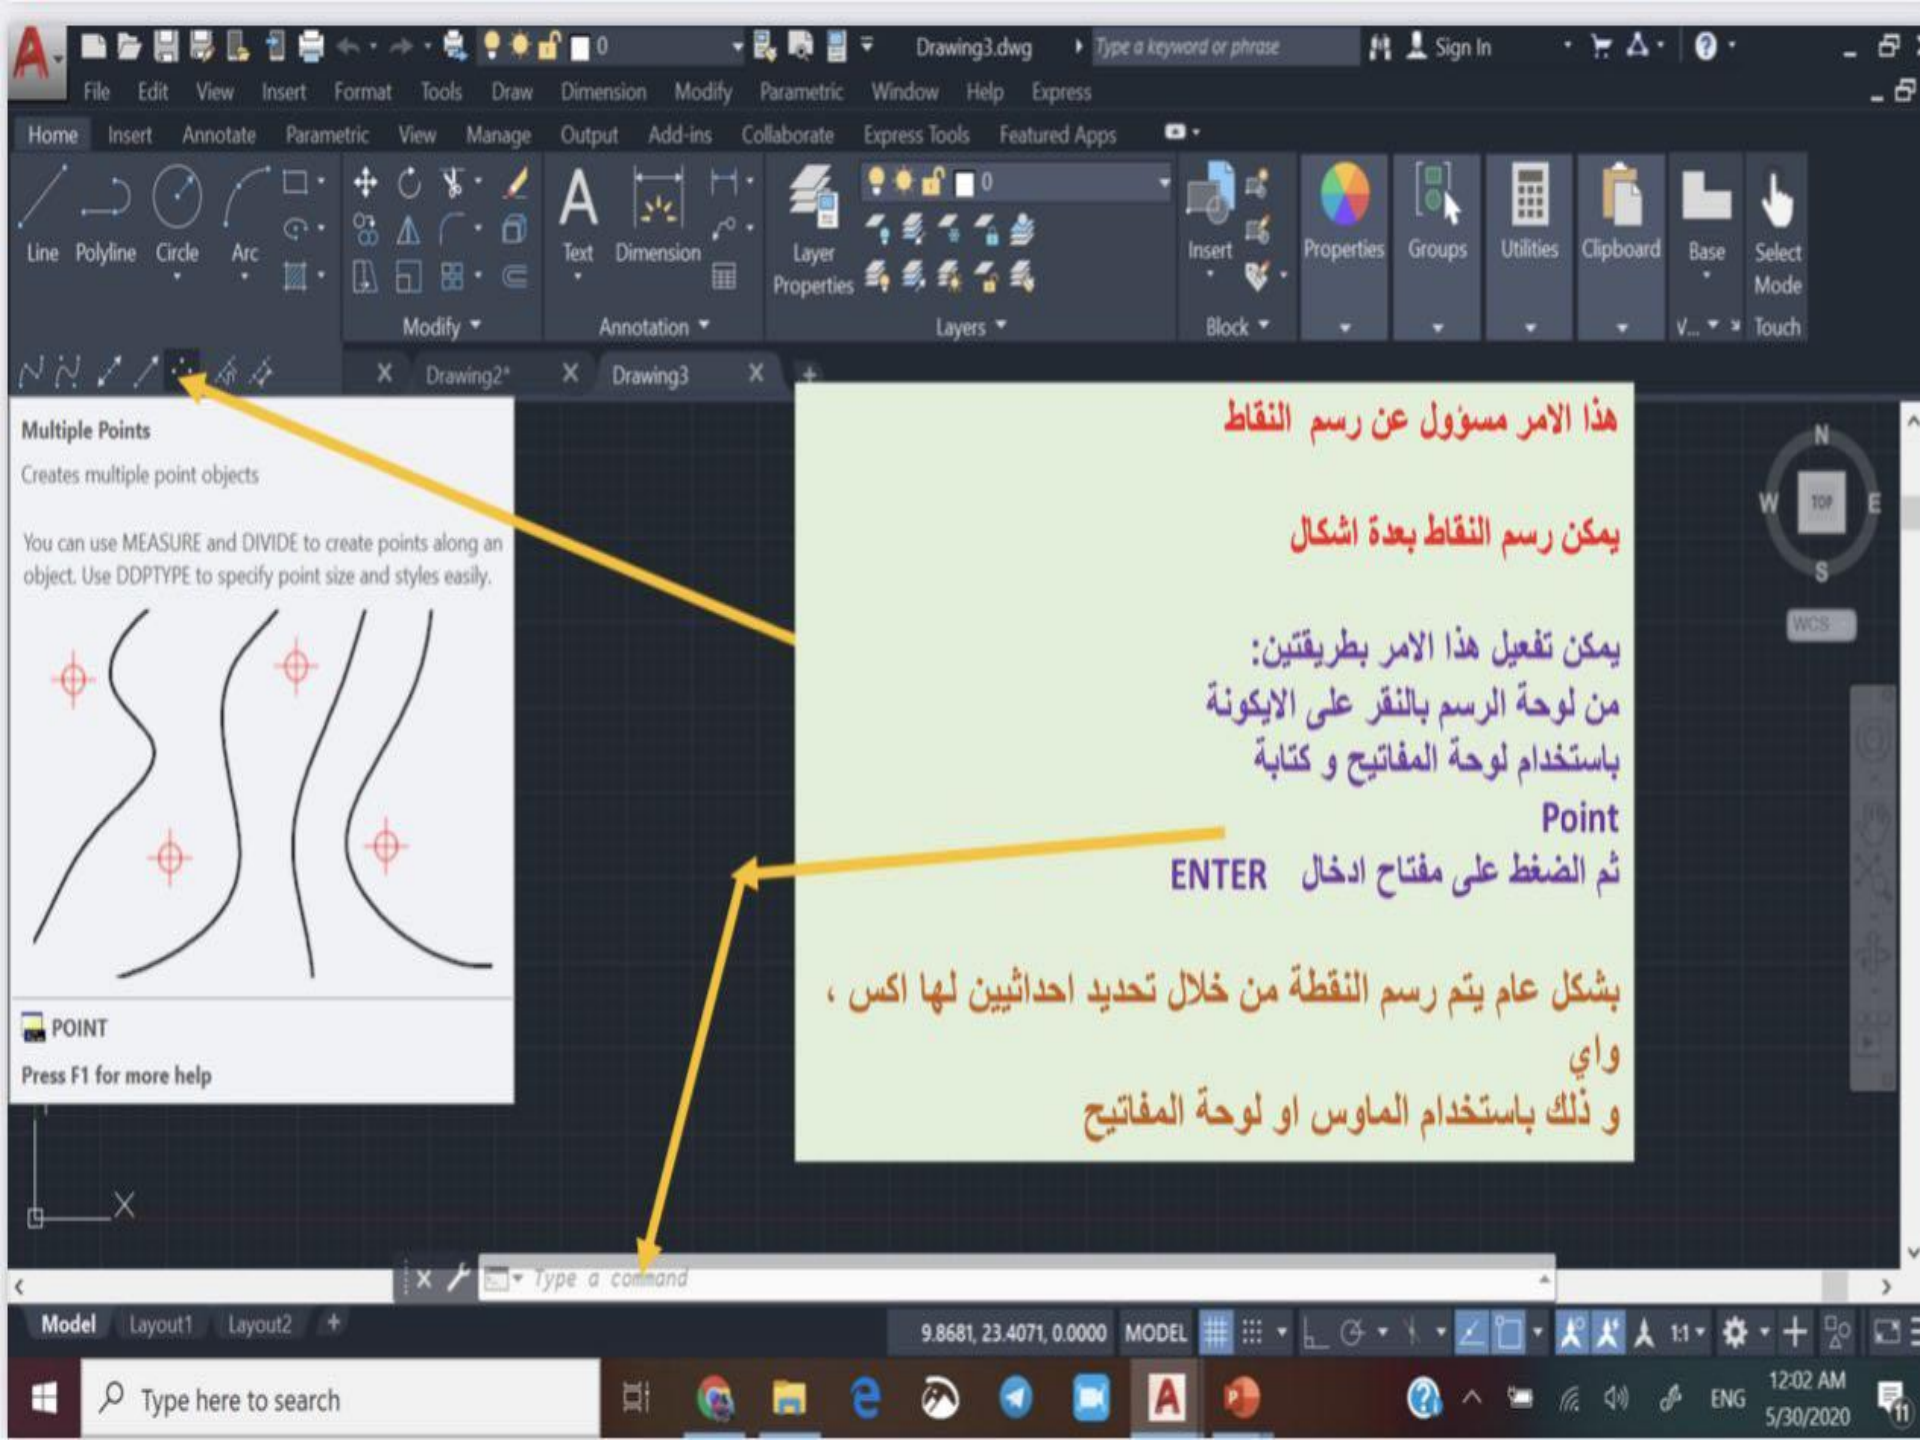 0
Drawing3.dwg
Type a keyword or phrase
Sign In
File Edit View Insert Format Tools Draw Dimension Modify Parametric Window Help Express
Home Insert Annotate Parametric View Manage Output Add-ins Collaborate Express Tools Featured Apps
0
Line Polyline Circle Arc
Text Dimension
Layer
Properties
Insert
Properties
Groups
Utilities
Clipboard
Base
Select
Mode
Modify
Annotation
Layers
Block
V...
Touch
Drawing2*
Drawing3
Multiple Points
Creates multiple point objects
You can use MEASURE and DIVIDE to create points along an
object. Use DDPTYPE to specify point size and styles easily.
POINT
Press F1 for more help
هذا الامر مسؤول عن رسم النقاط
يمكن رسم النقاط بعدة اشكال
يمكن تفعيل هذا الامر بطريقتين:
من لوحة الرسم بالنقر على الايكونة
باستخدام لوحة المفاتيح و كتابة
Point
ثم الضغط على مفتاح ادخال ENTER
بشكل عام يتم رسم النقطة من خلال تحديد احداثيين لها اكس ،
واي
و ذلك باستخدام الماوس او لوحة المفاتيح
N
W
TOP
E
S
WCS
X
Type a command
Model Layout1 Layout2 +
9.8681, 23.4071, 0.0000 MODEL
1:1
Type here to search
ENG
12:02 AM
5/30/2020
11